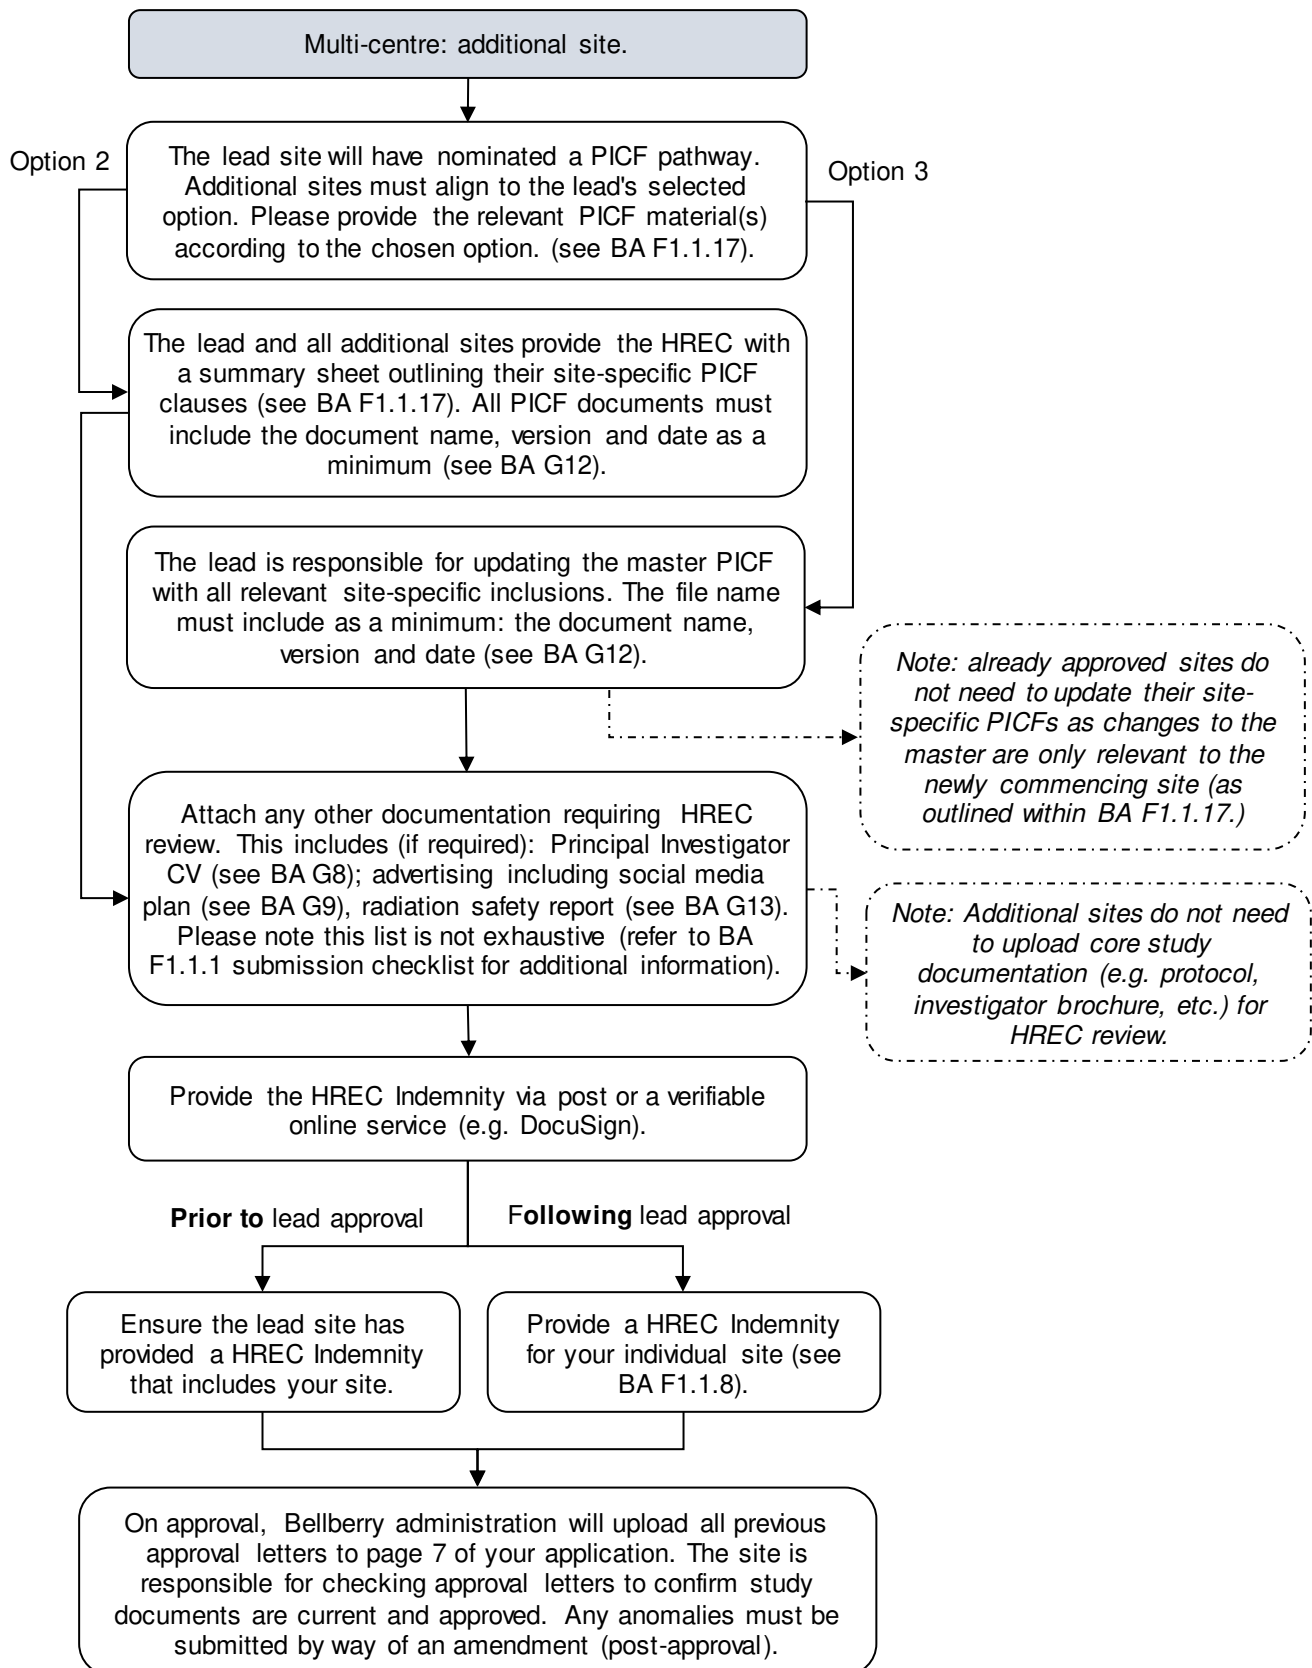 Multi-centre: additional site.
Option 2
The lead site will have nominated a PICF pathway.
Additional sites must align to the lead's selected
option. Please provide the relevant PICF material(s)
according to the chosen option. (see BA F1.1.17).
Option 3
The lead and all additional sites provide the HREC with
a summary sheet outlining their site-specific PICF
clauses (see BA F1.1.17). All PICF documents must
include the document name, version and date as a
minimum (see BA G12).
The lead is responsible for updating the master PICF
with all relevant site-specific inclusions. The file name
must include as a minimum: the document name,
version and date (see BA G12).
Note: already approved sites do
not need to update their site-
specific PICFs as changes to the
master are only relevant to the
newly commencing site (as
outlined within BA F1.1.17.)
Attach any other documentation requiring HREC
review. This includes (if required): Principal Investigator
CV (see BA G8); advertising including social media
plan (see BA G9), radiation safety report (see BA G13).
Please note this list is not exhaustive (refer to BA
F1.1.1 submission checklist for additional information).
Note: Additional sites do not need
to upload core study
documentation (e.g. protocol,
investigator brochure, etc.) for
HREC review.
Provide the HREC Indemnity via post or a verifiable
online service (e.g. DocuSign).
Prior to lead approval
Following lead approval
Ensure the lead site has
provided a HREC Indemnity
that includes your site.
Provide a HREC Indemnity
for your individual site (see
BA F1.1.8).
On approval, Bellberry administration will upload all previous
approval letters to page 7 of your application. The site is
responsible for checking approval letters to confirm study
documents are current and approved. Any anomalies must be
submitted by way of an amendment (post-approval).